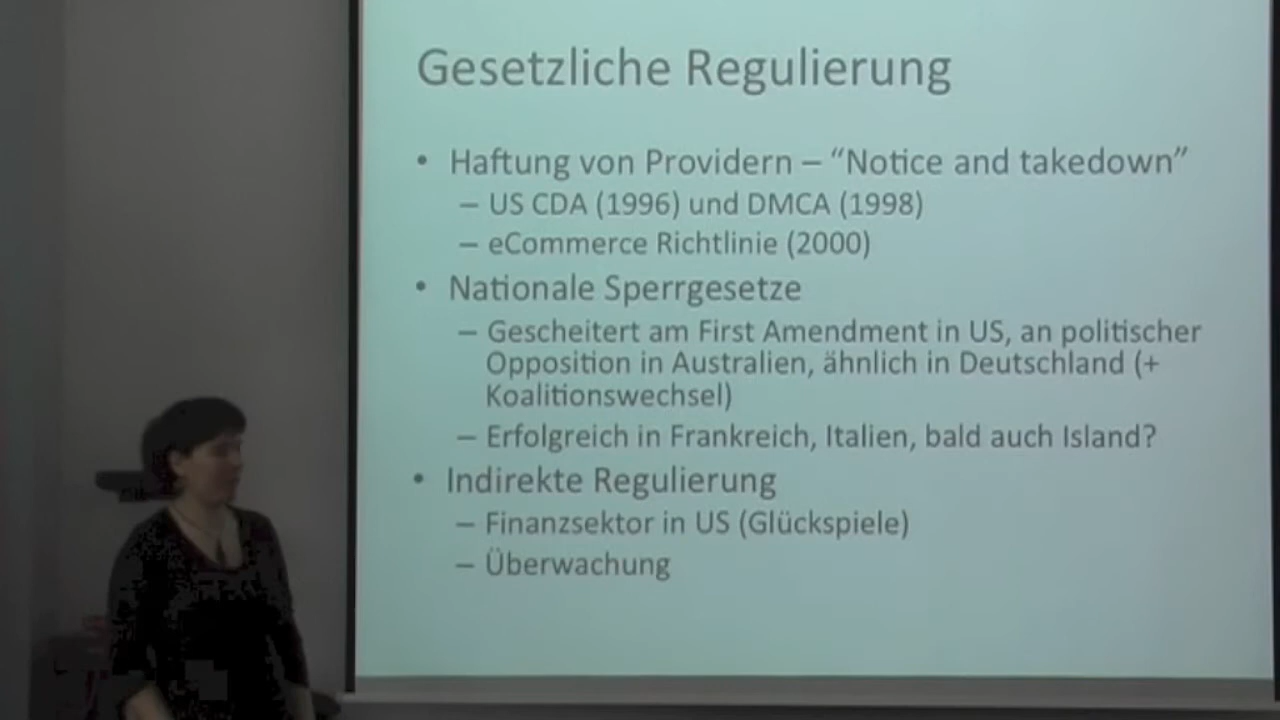 Gesetzliche Regulierung
• Haftung von Providern – “Notice and takedown”
– US CDA (1996) und DMCA (1998)
– eCommerce Richtlinie (2000)
• Nationale Sperrgesetze
– Gescheitert am First Amendment in US, an politischer
Opposition in Australien, ähnlich in Deutschland (+
Koalitionswechsel)
– Erfolgreich in Frankreich, Italien, bald auch Island?
• Indirekte Regulierung
– Finanzsektor in US (Glückspiele)
– Überwachung